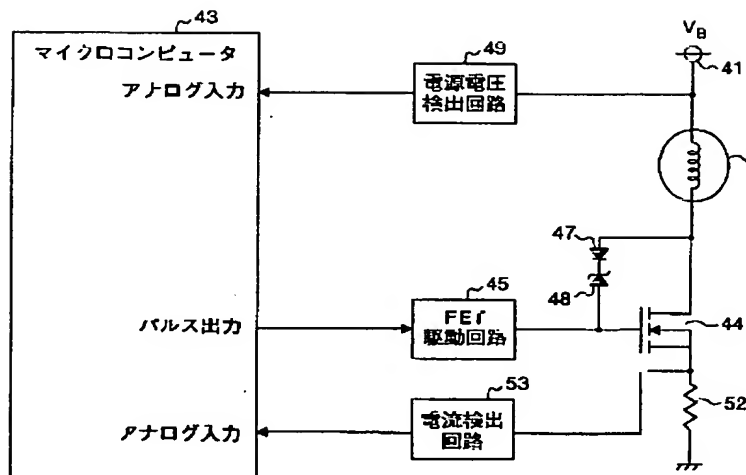 43
マイクロコンピュータ
アナログ入力
49
電源電圧
検出回路
V_B
41
47
48
パルス出力
45
FET
駆動回路
44
アナログ入力
53
電流検出
回路
52